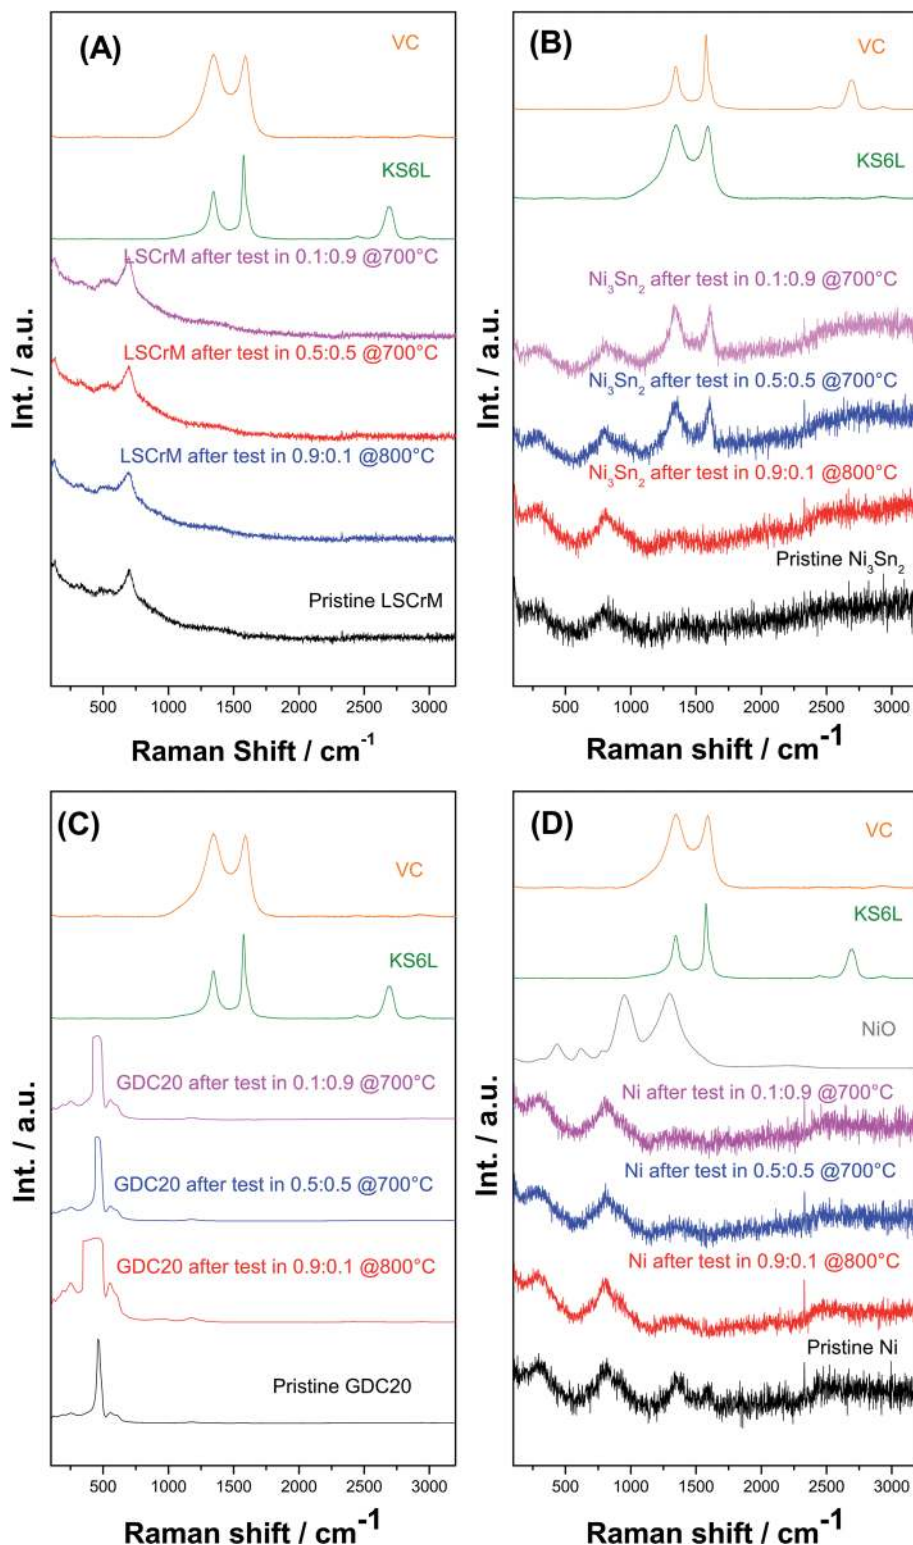 (A)
VC
KS6L
LSCrM after test in 0.1:0.9 @700°C
LSCrM after test in 0.5:0.5 @700°C
LSCrM after test in 0.9:0.1 @800°C
Pristine LSCrM
Int. / a.u.
500 1000 1500 2000 2500 3000
Raman Shift / cm⁻¹
(B)
VC
KS6L
Ni₃Sn₂ after test in 0.1:0.9 @700°C
Ni₃Sn₂ after test in 0.5:0.5 @700°C
Ni₃Sn₂ after test in 0.9:0.1 @800°C
Pristine Ni₃Sn₂
Int. / a.u.
500 1000 1500 2000 2500 3000
Raman shift / cm⁻¹
(C)
VC
KS6L
GDC20 after test in 0.1:0.9 @700°C
GDC20 after test in 0.5:0.5 @700°C
GDC20 after test in 0.9:0.1 @800°C
Pristine GDC20
Int. / a.u.
500 1000 1500 2000 2500 3000
Raman shift / cm⁻¹
(D)
VC
KS6L
NiO
Ni after test in 0.1:0.9 @700°C
Ni after test in 0.5:0.5 @700°C
Ni after test in 0.9:0.1 @800°C
Pristine Ni
Int. / a.u.
500 1000 1500 2000 2500 3000
Raman shift / cm⁻¹